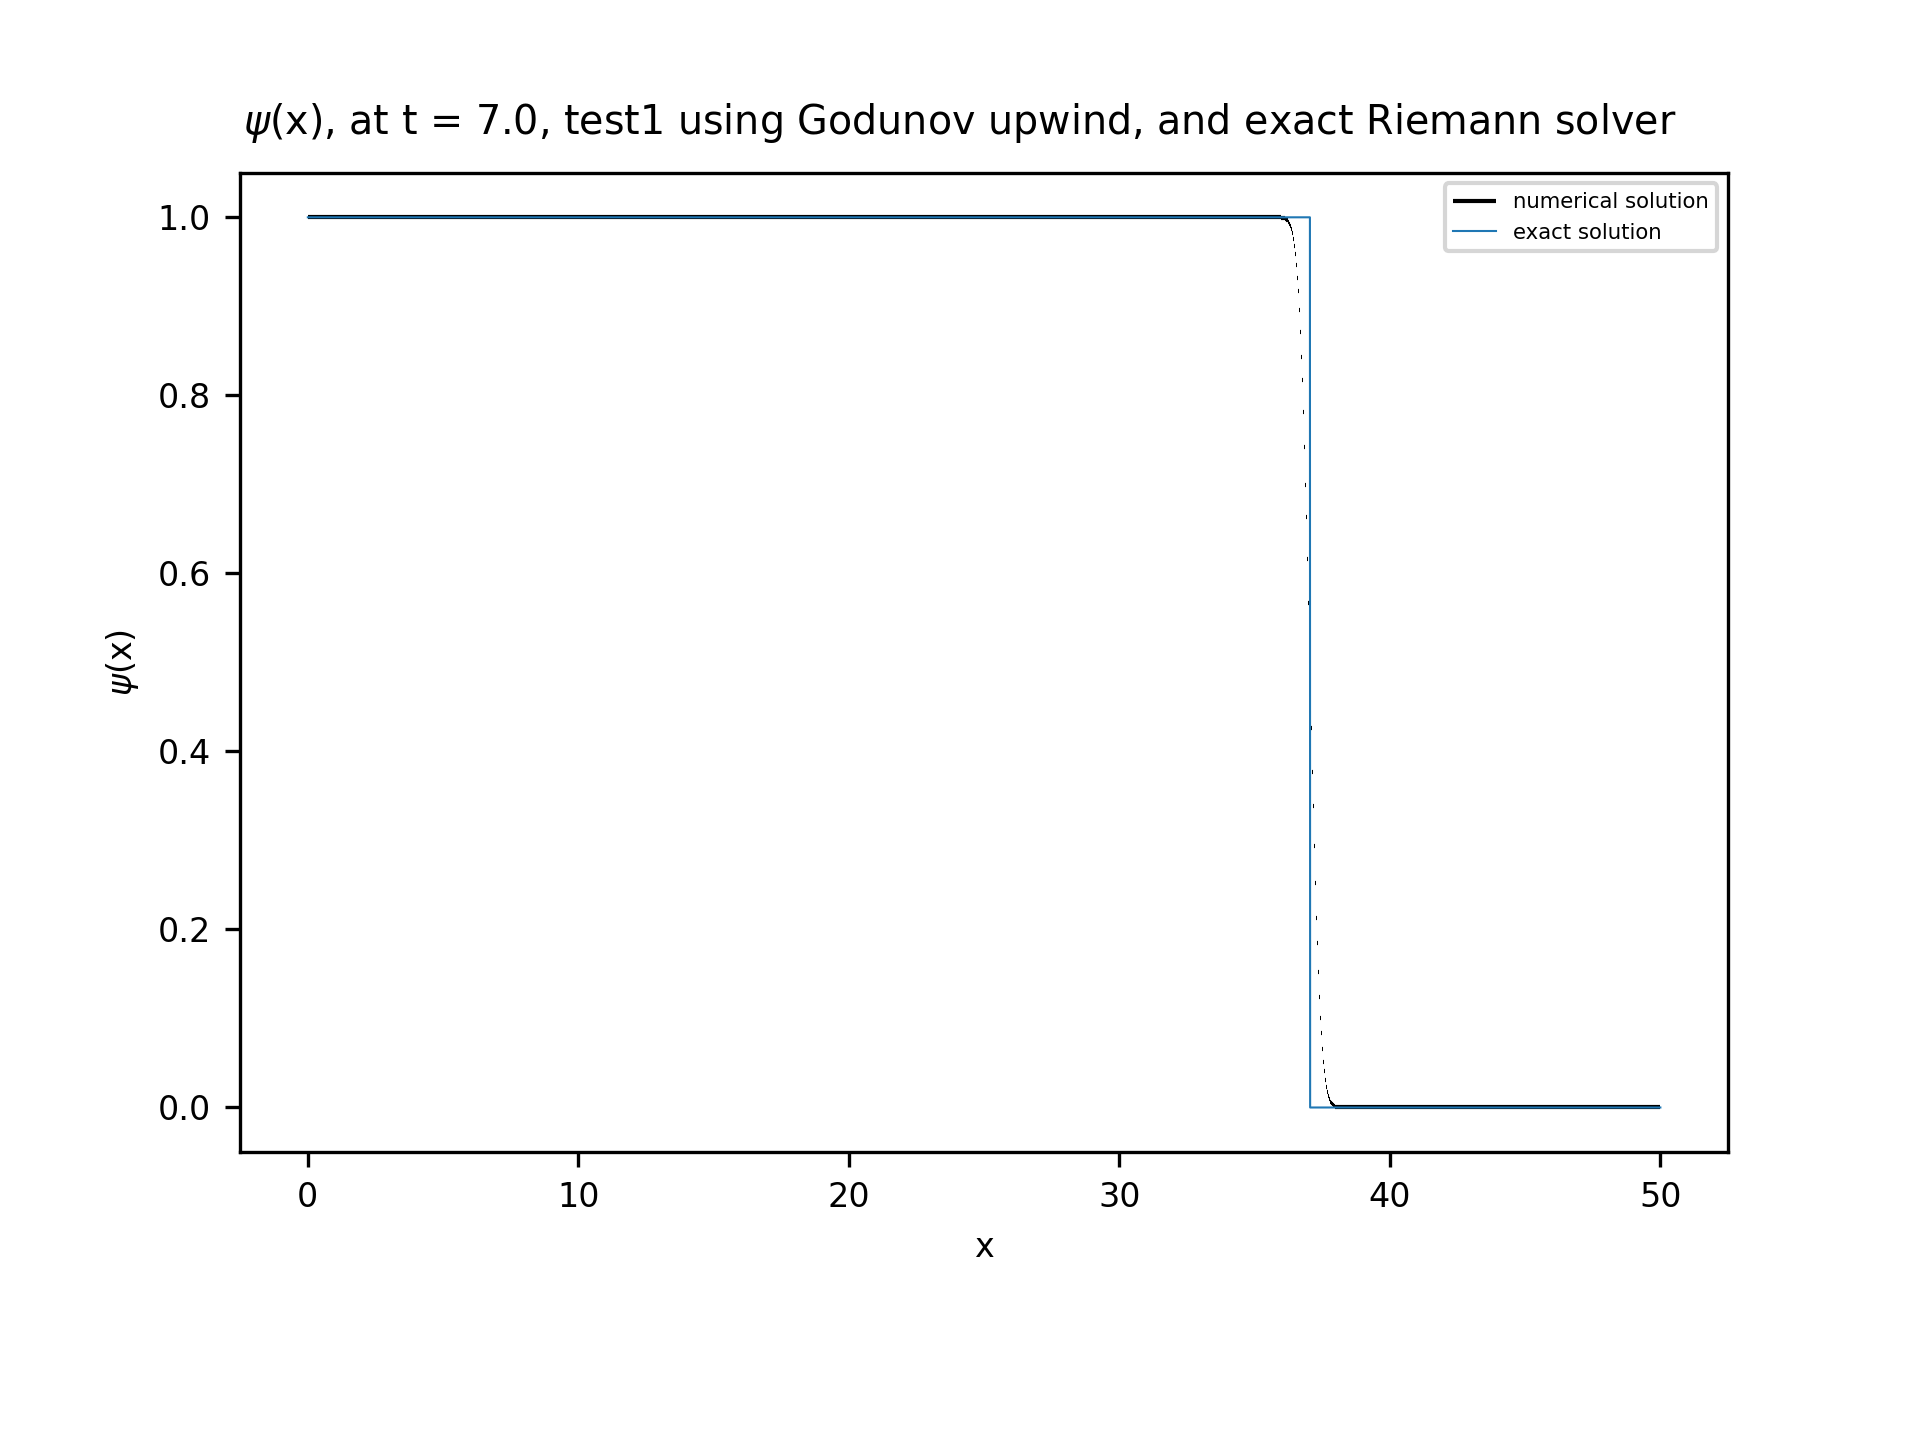 ψ(x), at t = 7.0, test1 using Godunov upwind, and exact Riemann solver
numerical solution
exact solution
1.0
0.8
0.6
0.4
0.2
0.0
ψ(x)
0 10 20 30 40 50
x